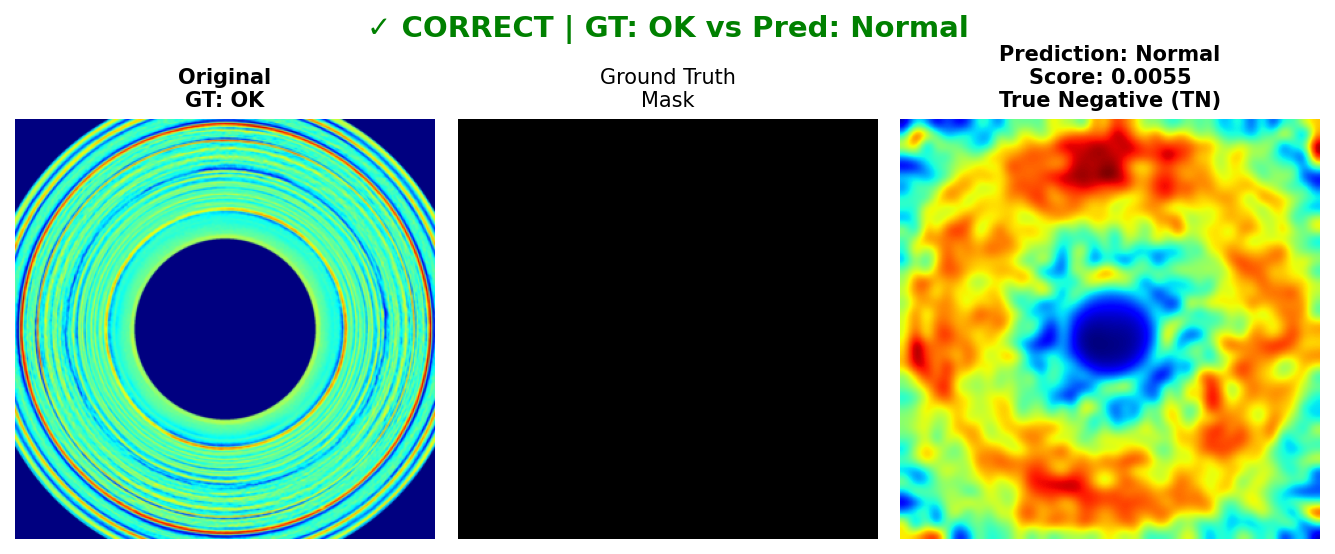 ✓ CORRECT | GT: OK vs Pred: Normal
Original
GT: OK
Ground Truth
Mask
Prediction: Normal
Score: 0.0055
True Negative (TN)